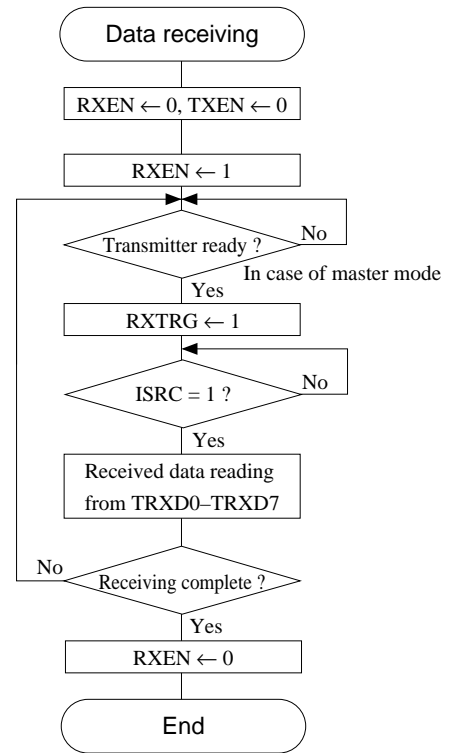 Data receiving
RXEN ← 0, TXEN ← 0
RXEN ← 1
Transmitter ready ?
No
In case of master mode
Yes
RXTRG ← 1
ISRC = 1 ?
No
Yes
Received data reading
from TRXD0–TRXD7
No
Receiving complete ?
Yes
RXEN ← 0
End